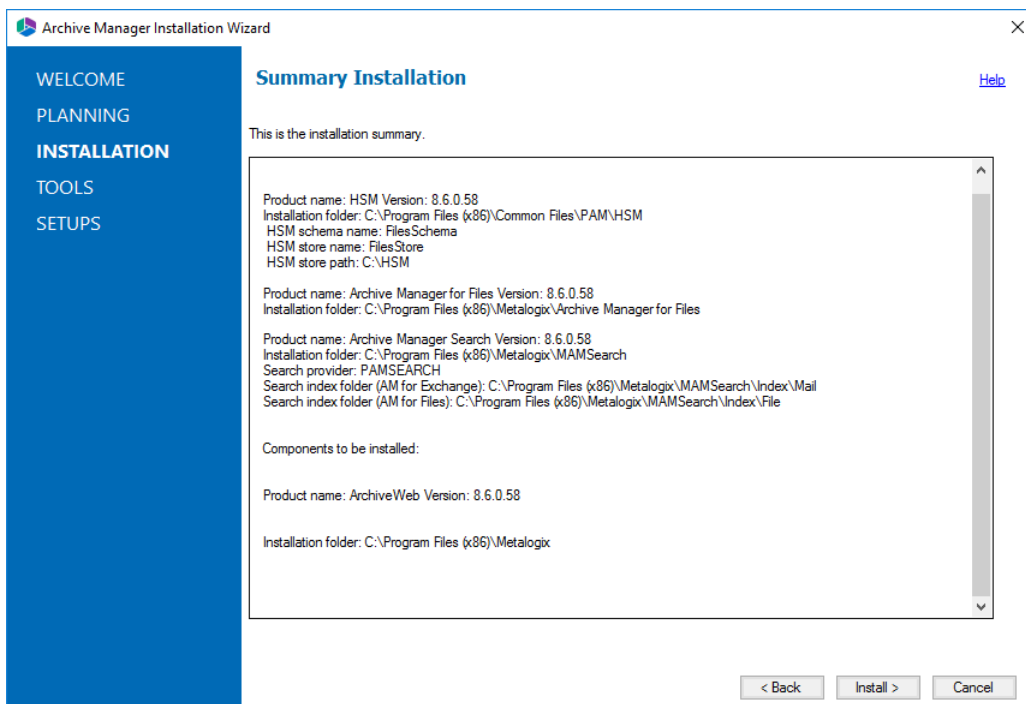 Archive Manager Installation Wizard
WELCOME
PLANNING
INSTALLATION
TOOLS
SETUPS
Summary Installation
Help
This is the installation summary.
Product name: HSM Version: 8.6.0.58
Installation folder: C:\Program Files (x86)\Common Files\PAM\HSM
HSM schema name: FilesSchema
HSM store name: FilesStore
HSM store path: C:\HSM
Product name: Archive Manager for Files Version: 8.6.0.58
Installation folder: C:\Program Files (x86)\Metalogix\Archive Manager for Files
Product name: Archive Manager Search Version: 8.6.0.58
Installation folder: C:\Program Files (x86)\Metalogix\MAMSearch
Search provider: PAMSEARCH
Search index folder (AM for Exchange): C:\Program Files (x86)\Metalogix\MAMSearch\Index\Mail
Search index folder (AM for Files): C:\Program Files (x86)\Metalogix\MAMSearch\Index\File
Components to be installed:
Product name: ArchiveWeb Version: 8.6.0.58
Installation folder: C:\Program Files (x86)\Metalogix
< Back
Install >
Cancel